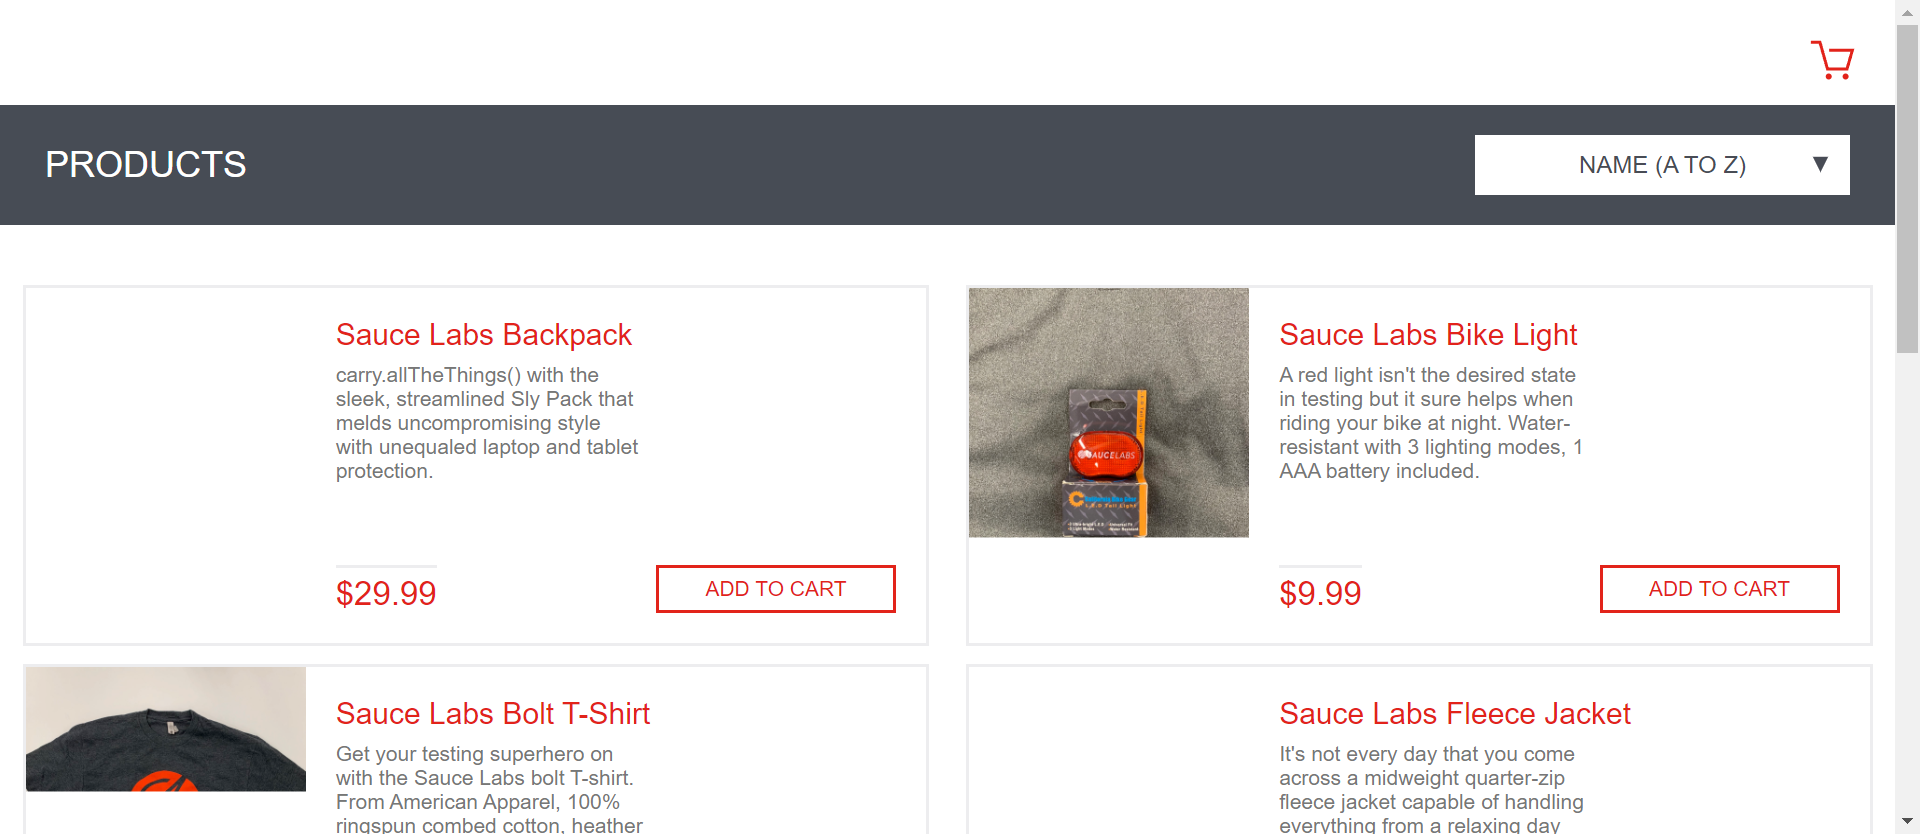 PRODUCTS
NAME (A TO Z)
Sauce Labs Backpack
carry.allTheThings() with the
sleek, streamlined Sly Pack that
melds uncompromising style
with unequaled laptop and tablet
protection.
$29.99
ADD TO CART
Sauce Labs Bike Light
A red light isn't the desired state
in testing but it sure helps when
riding your bike at night. Water-
resistant with 3 lighting modes, 1
AAA battery included.
$9.99
ADD TO CART
SAUCELABS
Sauce Labs Bolt T-Shirt
Get your testing superhero on
with the Sauce Labs bolt T-shirt.
From American Apparel, 100%
ringspun combed cotton, heather
Sauce Labs Fleece Jacket
It's not every day that you come
across a midweight quarter-zip
fleece jacket capable of handling
everything from a relaxing day